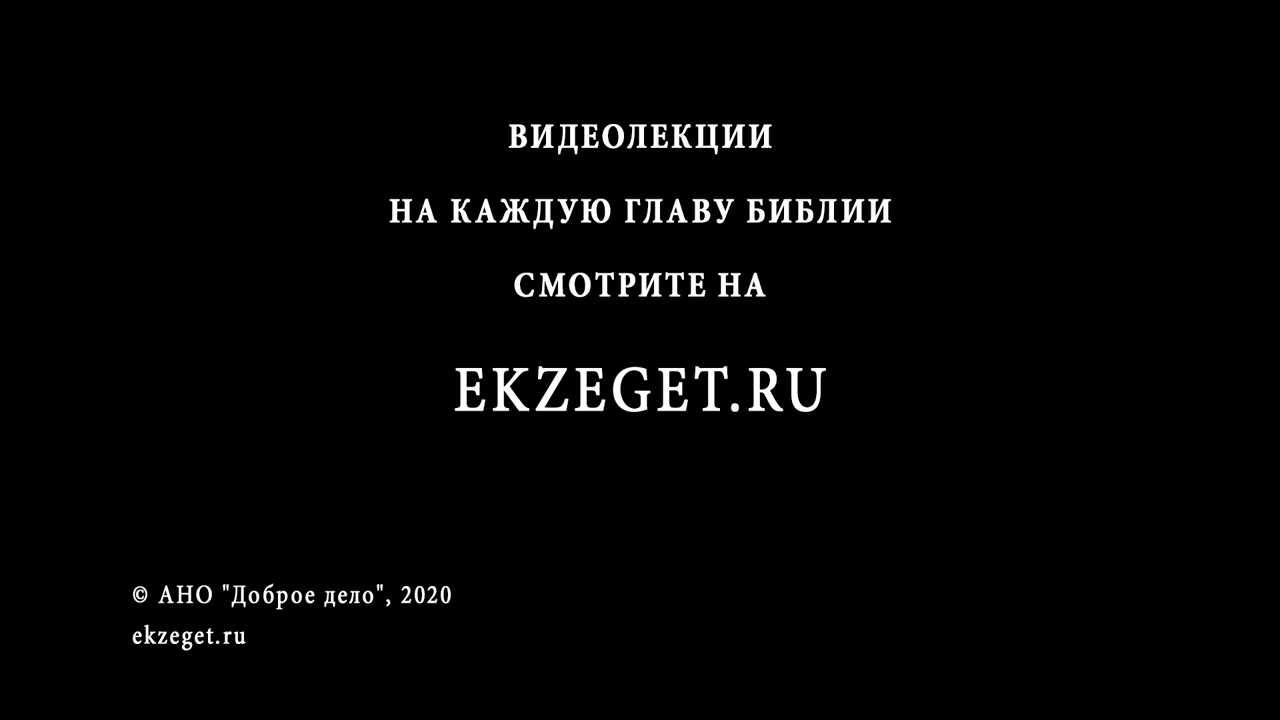 ВИДЕОЛЕКЦИИ
НА КАЖДУЮ ГЛАВУ БИБЛИИ
СМОТРИТЕ НА
EKZEGET.RU
© АНО "Доброе дело", 2020
ekzeget.ru